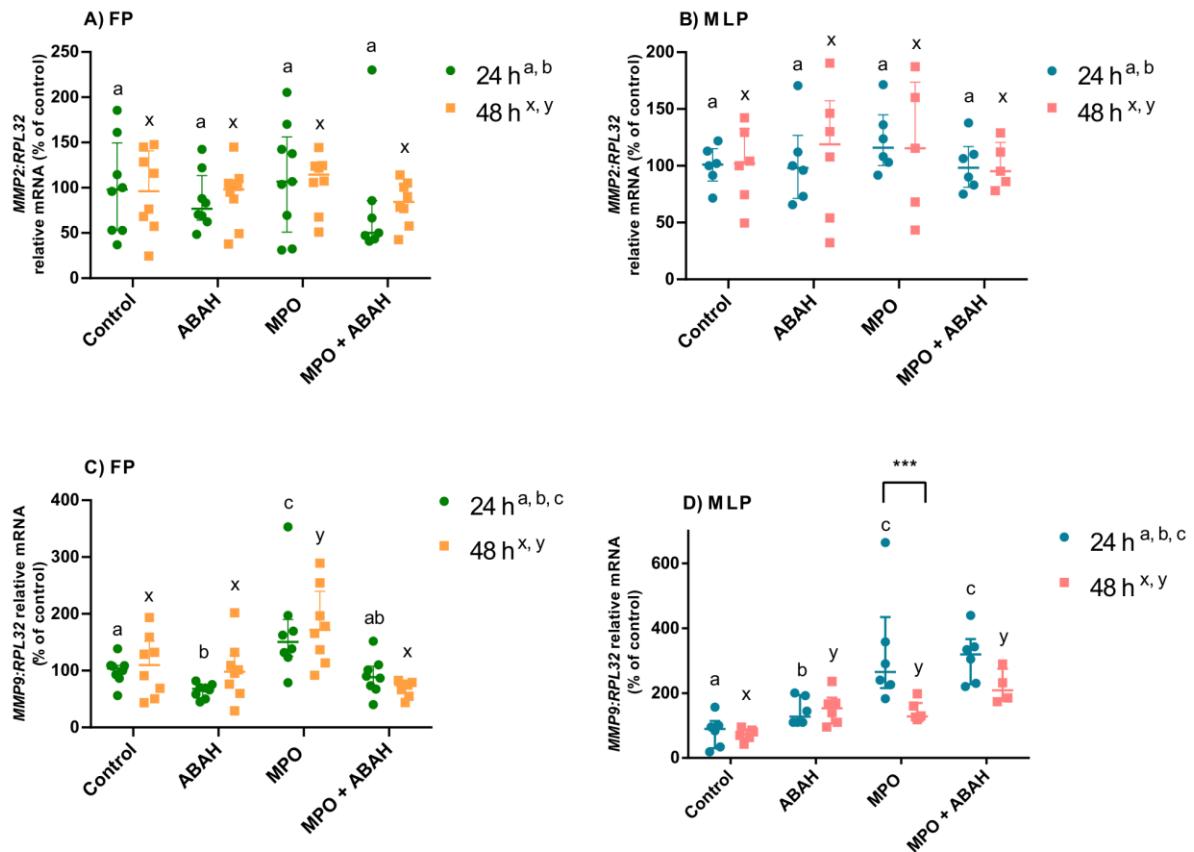 A) FP
MMP2:RPL32
relative mRNA (% of control)
250
200
150
100
50
0
a
x
a
x
a
x
a
x
Control
ABAH
MPO
MPO + ABAH
24 h a, b
48 h x, y
B) MLP
MMP2:RPL32
relative mRNA (% of control)
200
150
100
50
0
a
x
a
x
a
x
a
x
Control
ABAH
MPO
MPO + ABAH
24 h a, b
48 h x, y
C) FP
MMP9:RPL32 relative mRNA
(% of control)
400
300
200
100
0
a
x
b
x
c
y
ab
x
Control
ABAH
MPO
MPO + ABAH
24 h a, b, c
48 h x, y
D) MLP
MMP9:RPL32 relative mRNA
(% of control)
600
400
200
0
a
x
b
y
***
c
y
c
y
Control
ABAH
MPO
MPO + ABAH
24 h a, b, c
48 h x, y